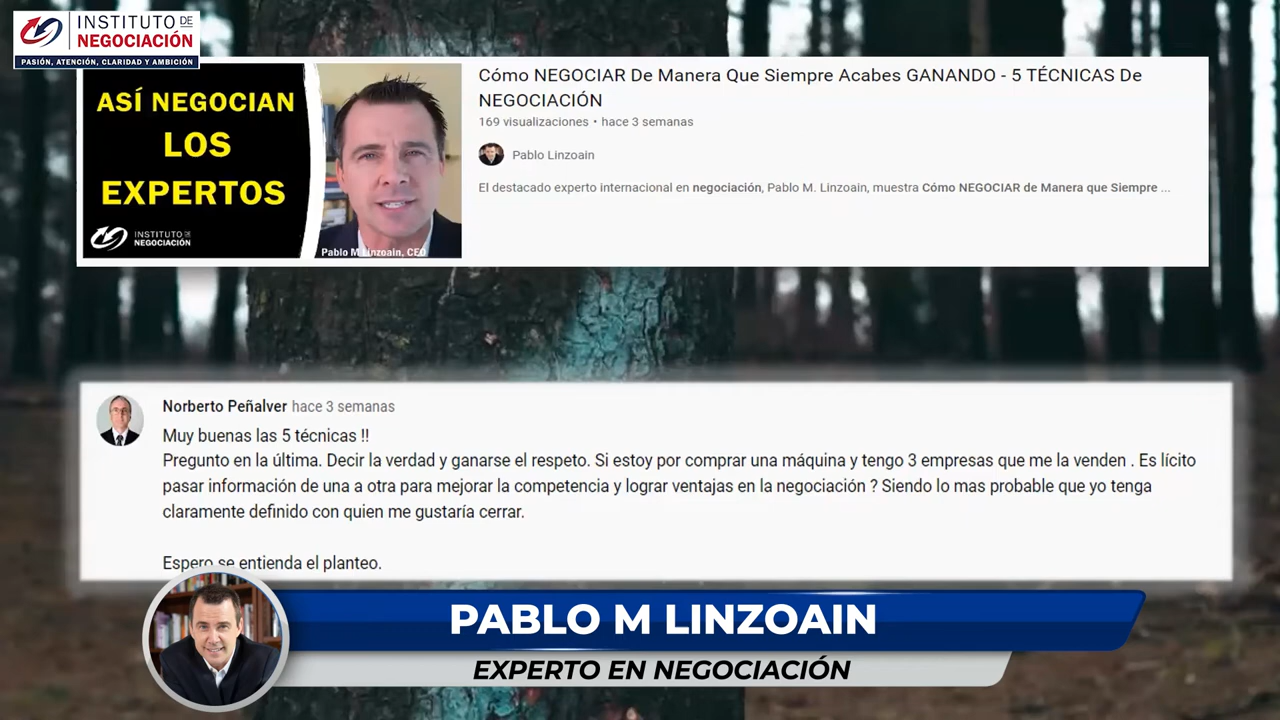 INSTITUTO DE
NEGOCIACIÓN
PASIÓN, ATENCIÓN, CLARIDAD Y AMBICIÓN
ASÍ NEGOCIAN
LOS
EXPERTOS
INSTITUTO DE
NEGOCIACIÓN
Pablo M Linzoain, CEO
Cómo NEGOCIAR De Manera Que Siempre Acabes GANANDO - 5 TÉCNICAS De
NEGOCIACIÓN
169 visualizaciones • hace 3 semanas
Pablo Linzoain
El destacado experto internacional en negociación, Pablo M. Linzoain, muestra Cómo NEGOCIAR de Manera que Siempre ...
Norberto Peñalver hace 3 semanas
Muy buenas las 5 técnicas !!
Pregunto en la última. Decir la verdad y ganarse el respeto. Si estoy por comprar una máquina y tengo 3 empresas que me la venden . Es lícito
pasar información de una a otra para mejorar la competencia y lograr ventajas en la negociación ? Siendo lo mas probable que yo tenga
claramente definido con quien me gustaría cerrar.
Espero se entienda el planteo.
PABLO M LINZOAIN
EXPERTO EN NEGOCIACIÓN